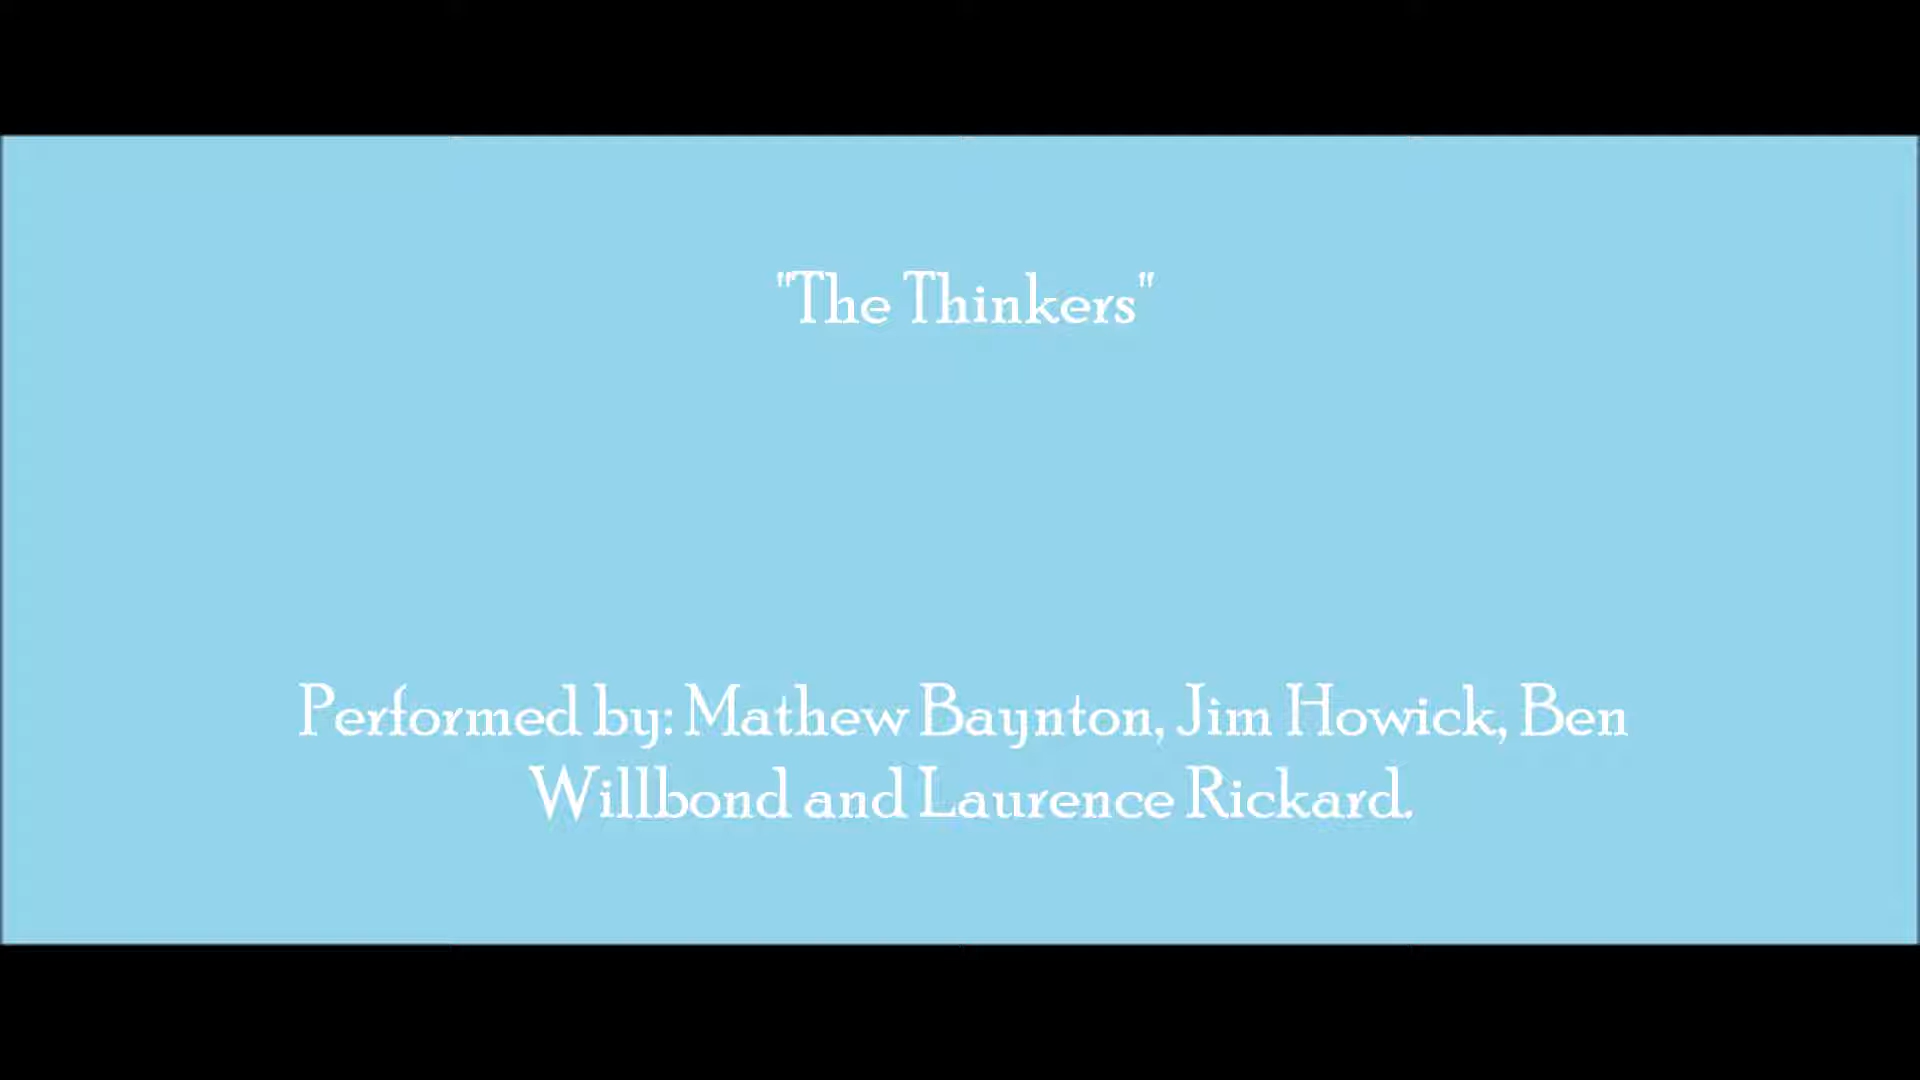 "The Thinkers"
Performed by: Mathew Baynton, Jim Howick, Ben
Willbond and Laurence Rickard.